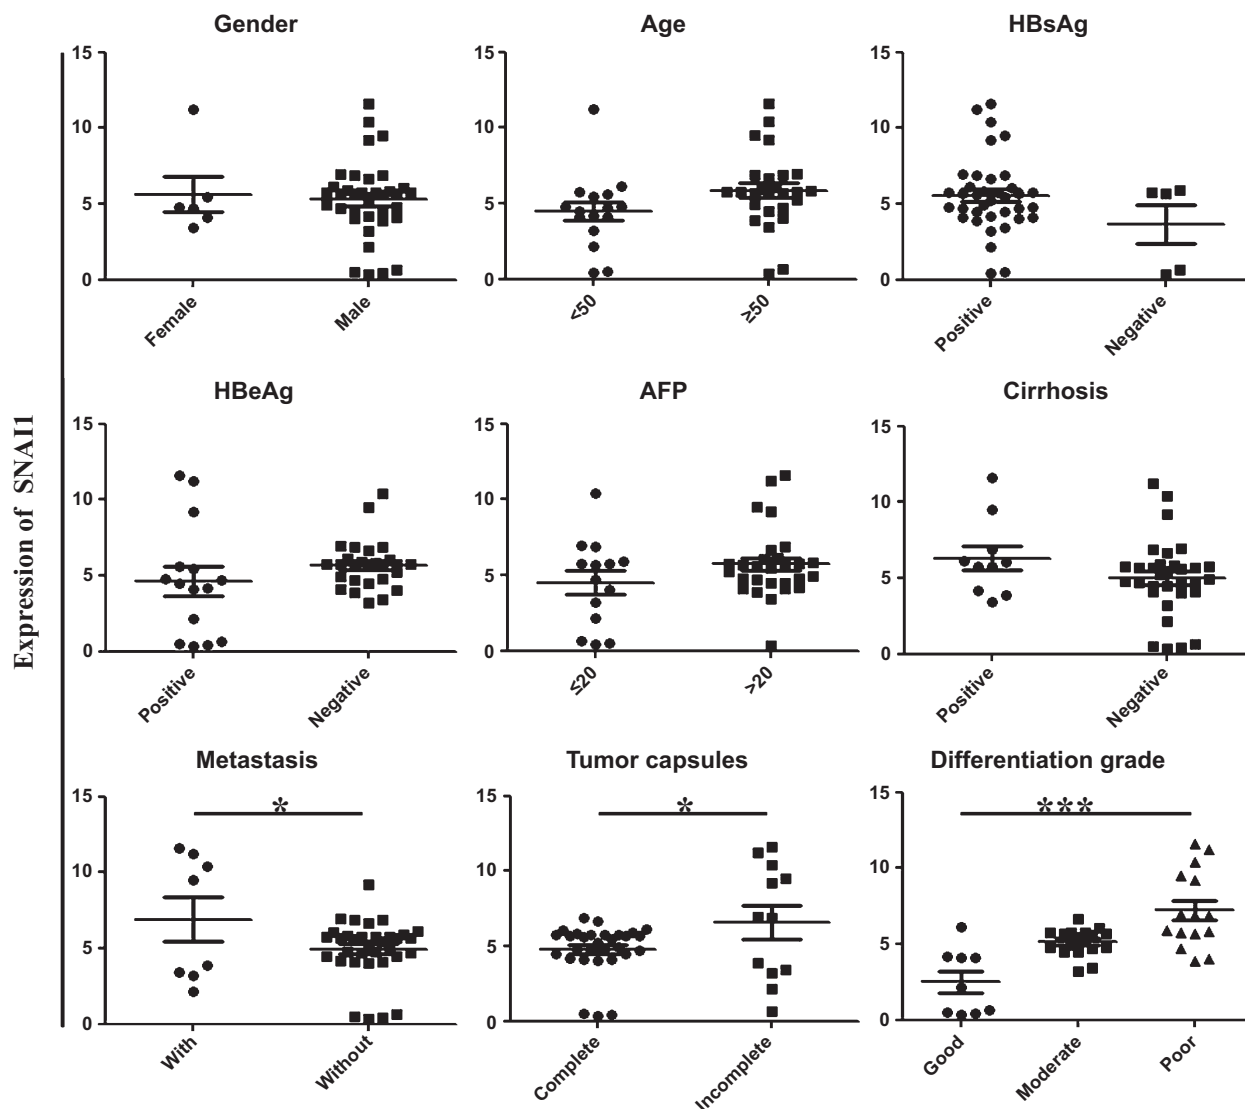 Expression of SNAI1
Gender
15
10
5
0
Female
Male
Age
15
10
5
0
<50
≥50
HBsAg
15
10
5
0
Positive
Negative
HBeAg
15
10
5
0
Positive
Negative
AFP
15
10
5
0
≤20
>20
Cirrhosis
15
10
5
0
Positive
Negative
Metastasis
*
15
10
5
0
With
Without
Tumor capsules
*
15
10
5
0
Complete
Incomplete
Differentiation grade
***
15
10
5
0
Good
Moderate
Poor